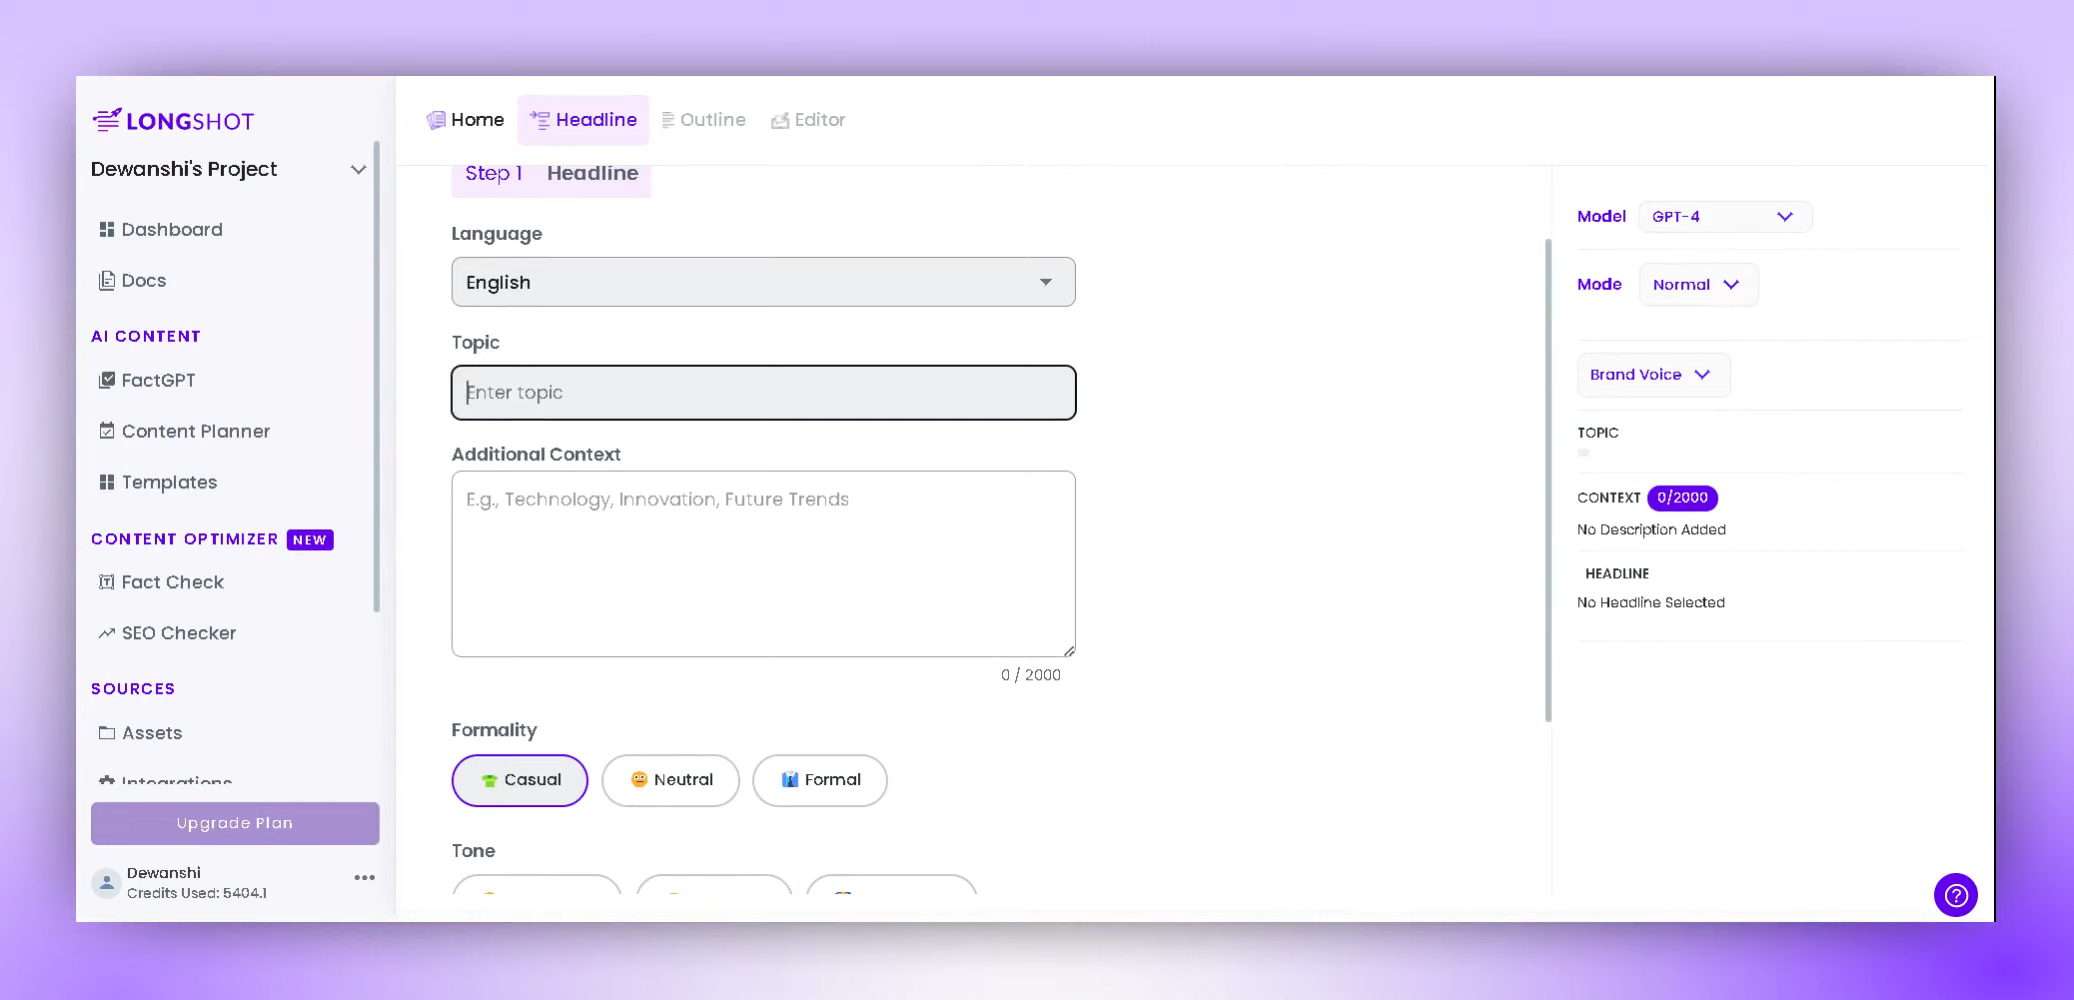 LONGSHOT
Dewanshi's Project
Dashboard
Docs
AI CONTENT
FactGPT
Content Planner
Templates
CONTENT OPTIMIZER NEW
Fact Check
SEO Checker
SOURCES
Assets
Integrations
Upgrade Plan
Dewanshi
Credits Used: 5404.1
Home Headline Outline Editor
Step 1 Headline
Language
English
Topic
Enter topic
Additional Context
E.g., Technology, Innovation, Future Trends
0 / 2000
Formality
Casual Neutral Formal
Tone
Model GPT-4
Mode Normal
Brand Voice
TOPIC
CONTEXT 0/2000
No Description Added
HEADLINE
No Headline Selected